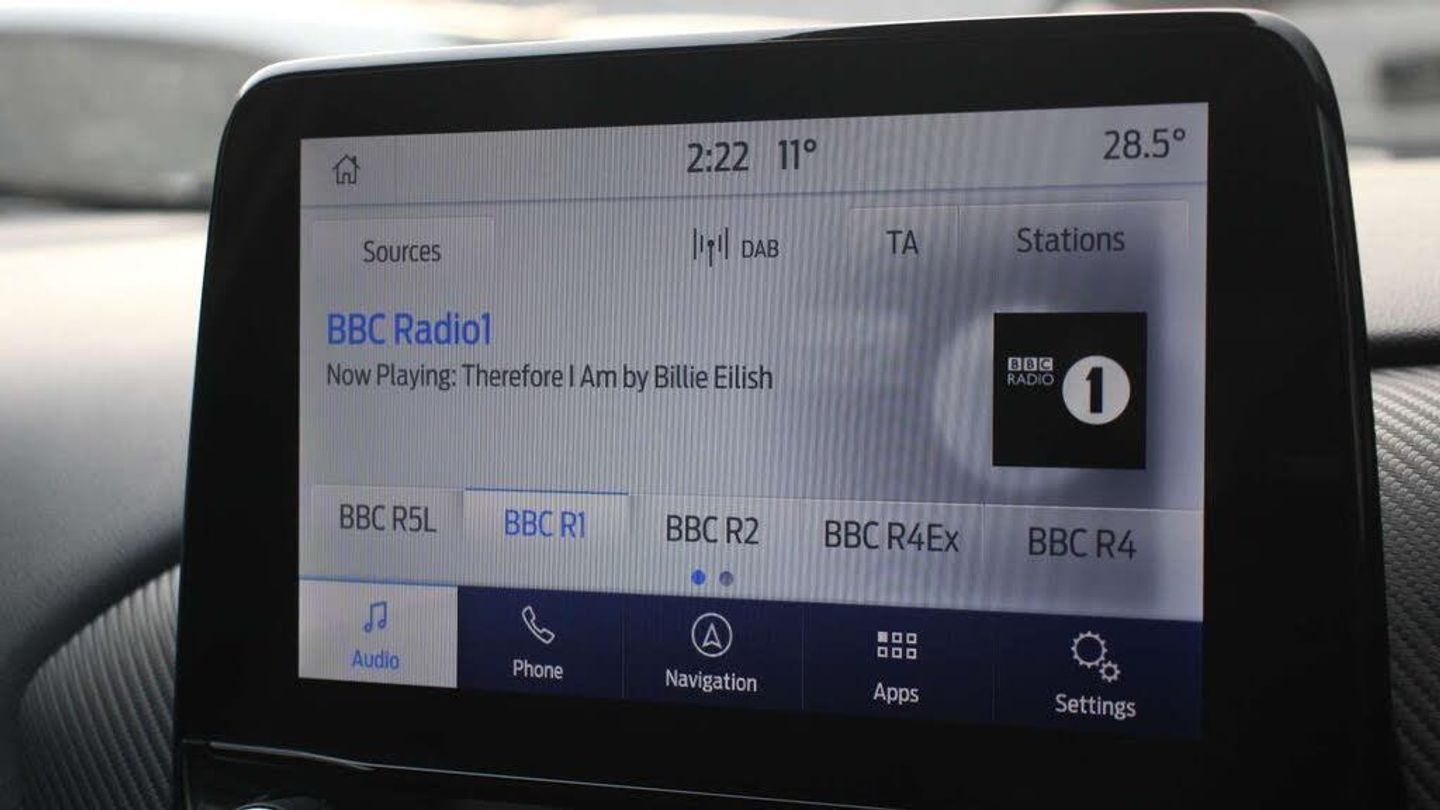 2:22 11° 28.5°
Sources DAB TA Stations
BBC Radio1
Now Playing: Therefore I Am by Billie Eilish
BBC
RADIO 1
BBC R5L BBC R1 BBC R2 BBC R4Ex BBC R4
Audio Phone Navigation Apps Settings